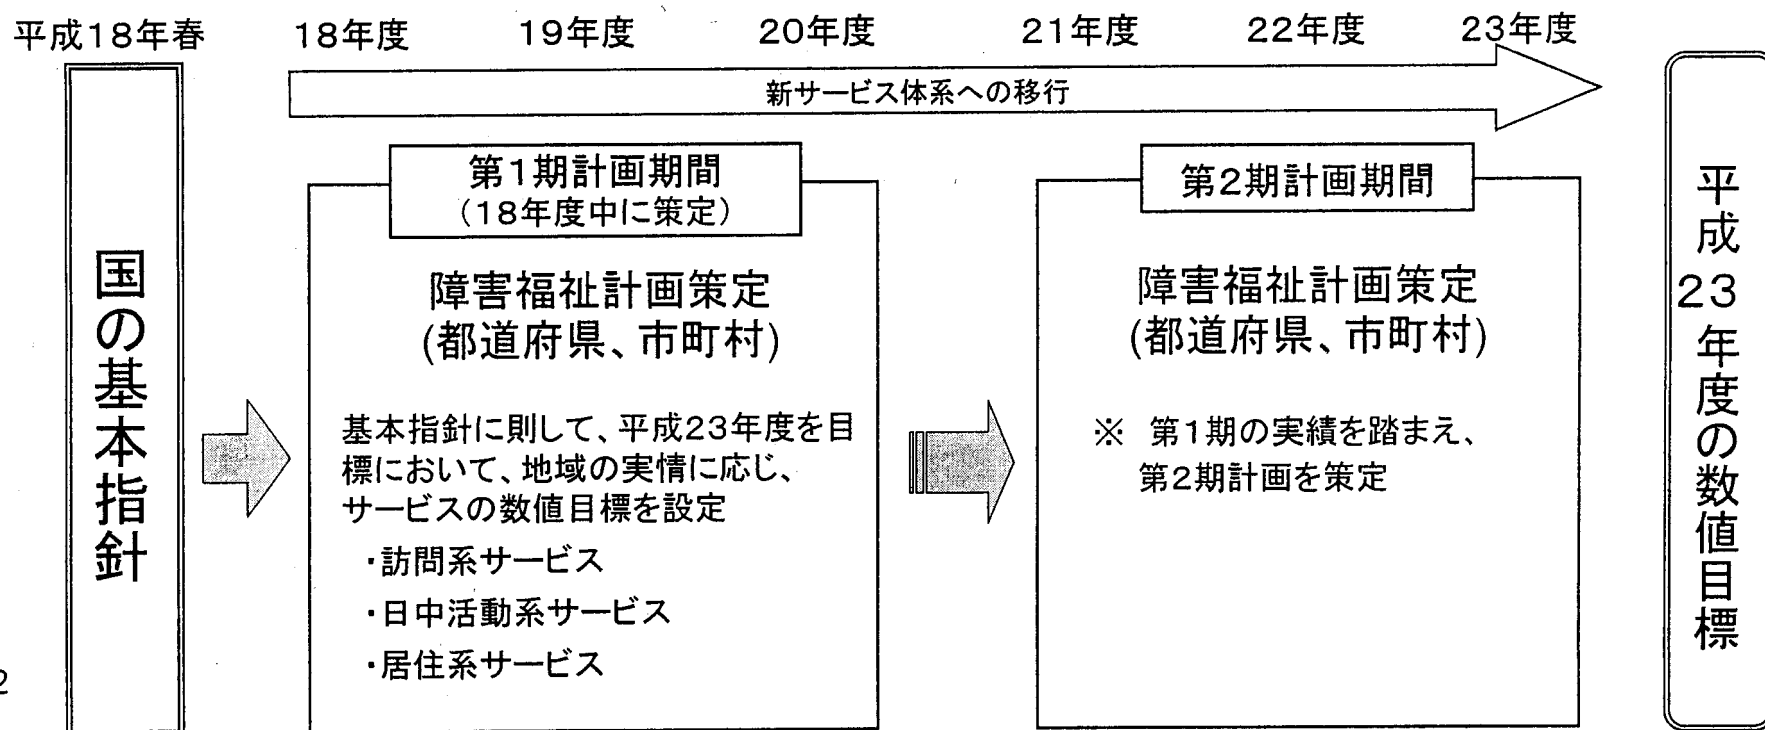 平成18年春 18年度 19年度 20年度 21年度 22年度 23年度
新サービス体系への移行
国の基本指針
第1期計画期間
(18年度中に策定)
障害福祉計画策定
(都道府県、市町村)
基本指針に則して、平成23年度を目
標において、地域の実情に応じ、
サービスの数値目標を設定
・訪問系サービス
・日中活動系サービス
・居住系サービス
第2期計画期間
障害福祉計画策定
(都道府県、市町村)
※ 第1期の実績を踏まえ、
第2期計画を策定
平成23年度の数値目標
2